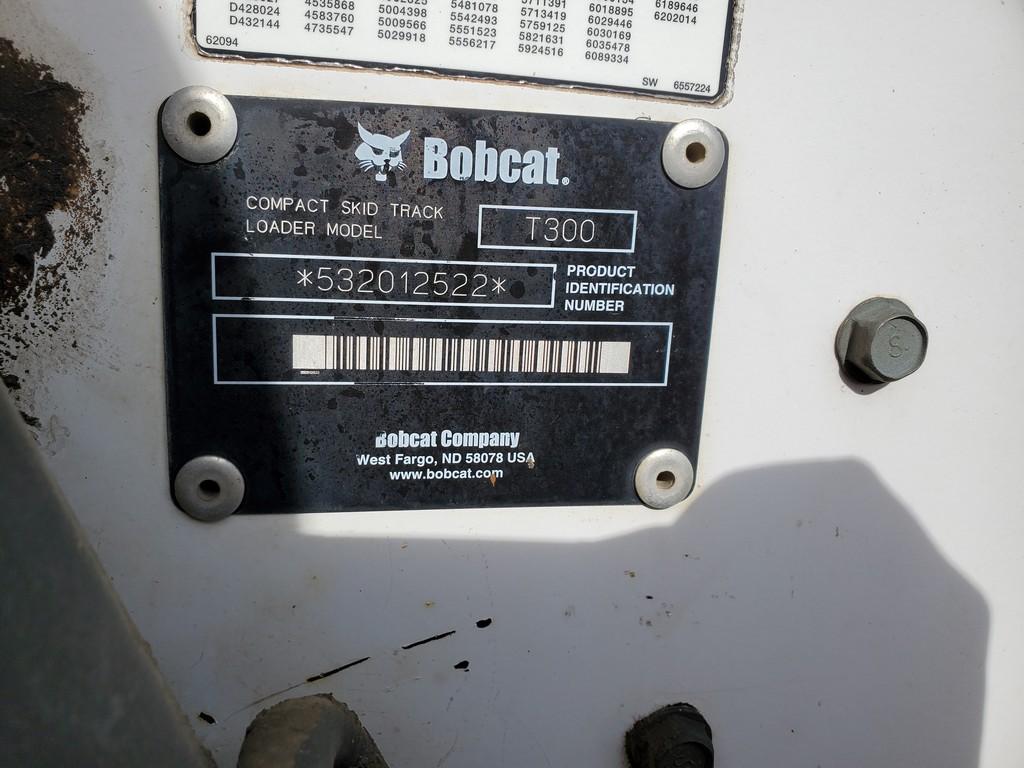 D428024
D432144
62094
4535868
4583760
4735547
5004398
5009566
5029918
5481078
5542493
5551523
5556217
5711391
5713419
5759125
5821631
5924516
6018895
6029446
6030169
6035478
6089334
6189646
6202014
SW 6557224
Bobcat®
COMPACT SKID TRACK
LOADER MODEL
T300
*532012522*
PRODUCT
IDENTIFICATION
NUMBER
Bobcat Company
West Fargo, ND 58078 USA
www.bobcat.com
S